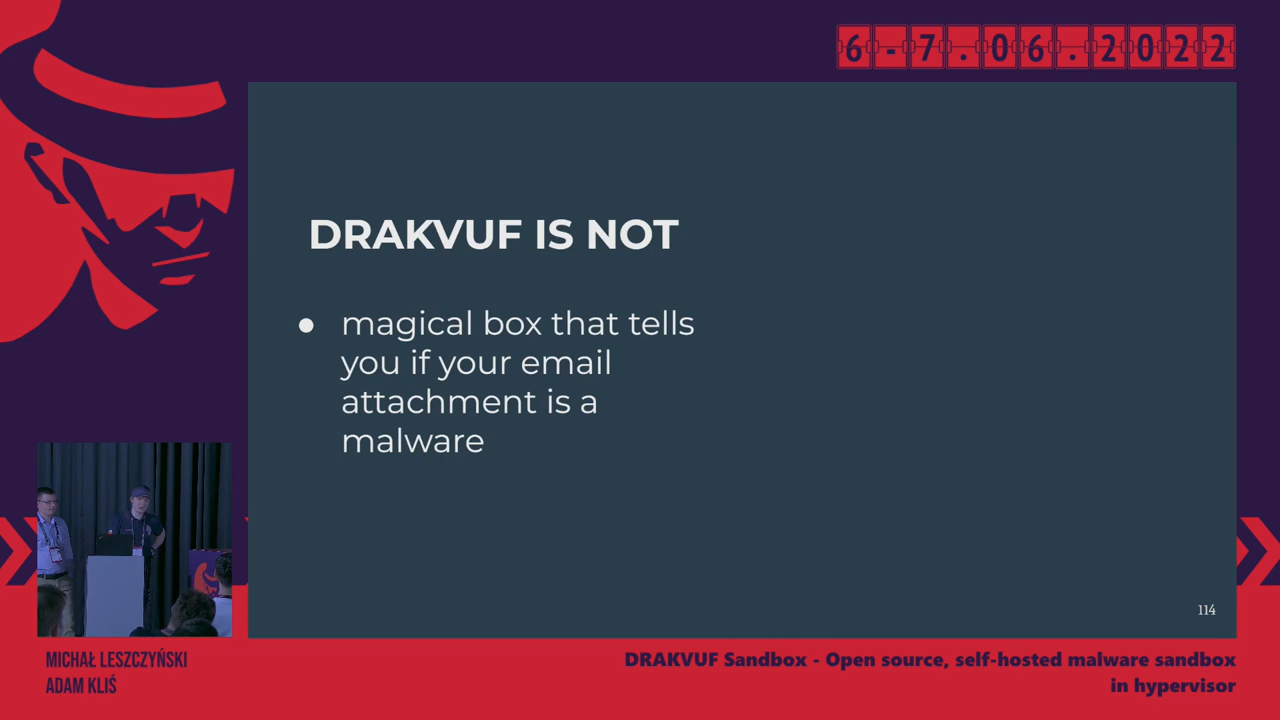 6-7.06.2022
DRAKVUF IS NOT
● magical box that tells
you if your email
attachment is a
malware
114
MICHAŁ LESZCZYŃSKI
ADAM KLIŚ
DRAKVUF Sandbox - Open source, self-hosted malware sandbox
in hypervisor